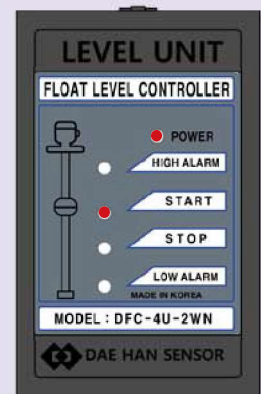 LEVEL UNIT
FLOAT LEVEL CONTROLLER
POWER
HIGH ALARM
START
STOP
LOW ALARM
MADE IN KOREA
MODEL : DFC-4U-2WN
DAE HAN SENSOR